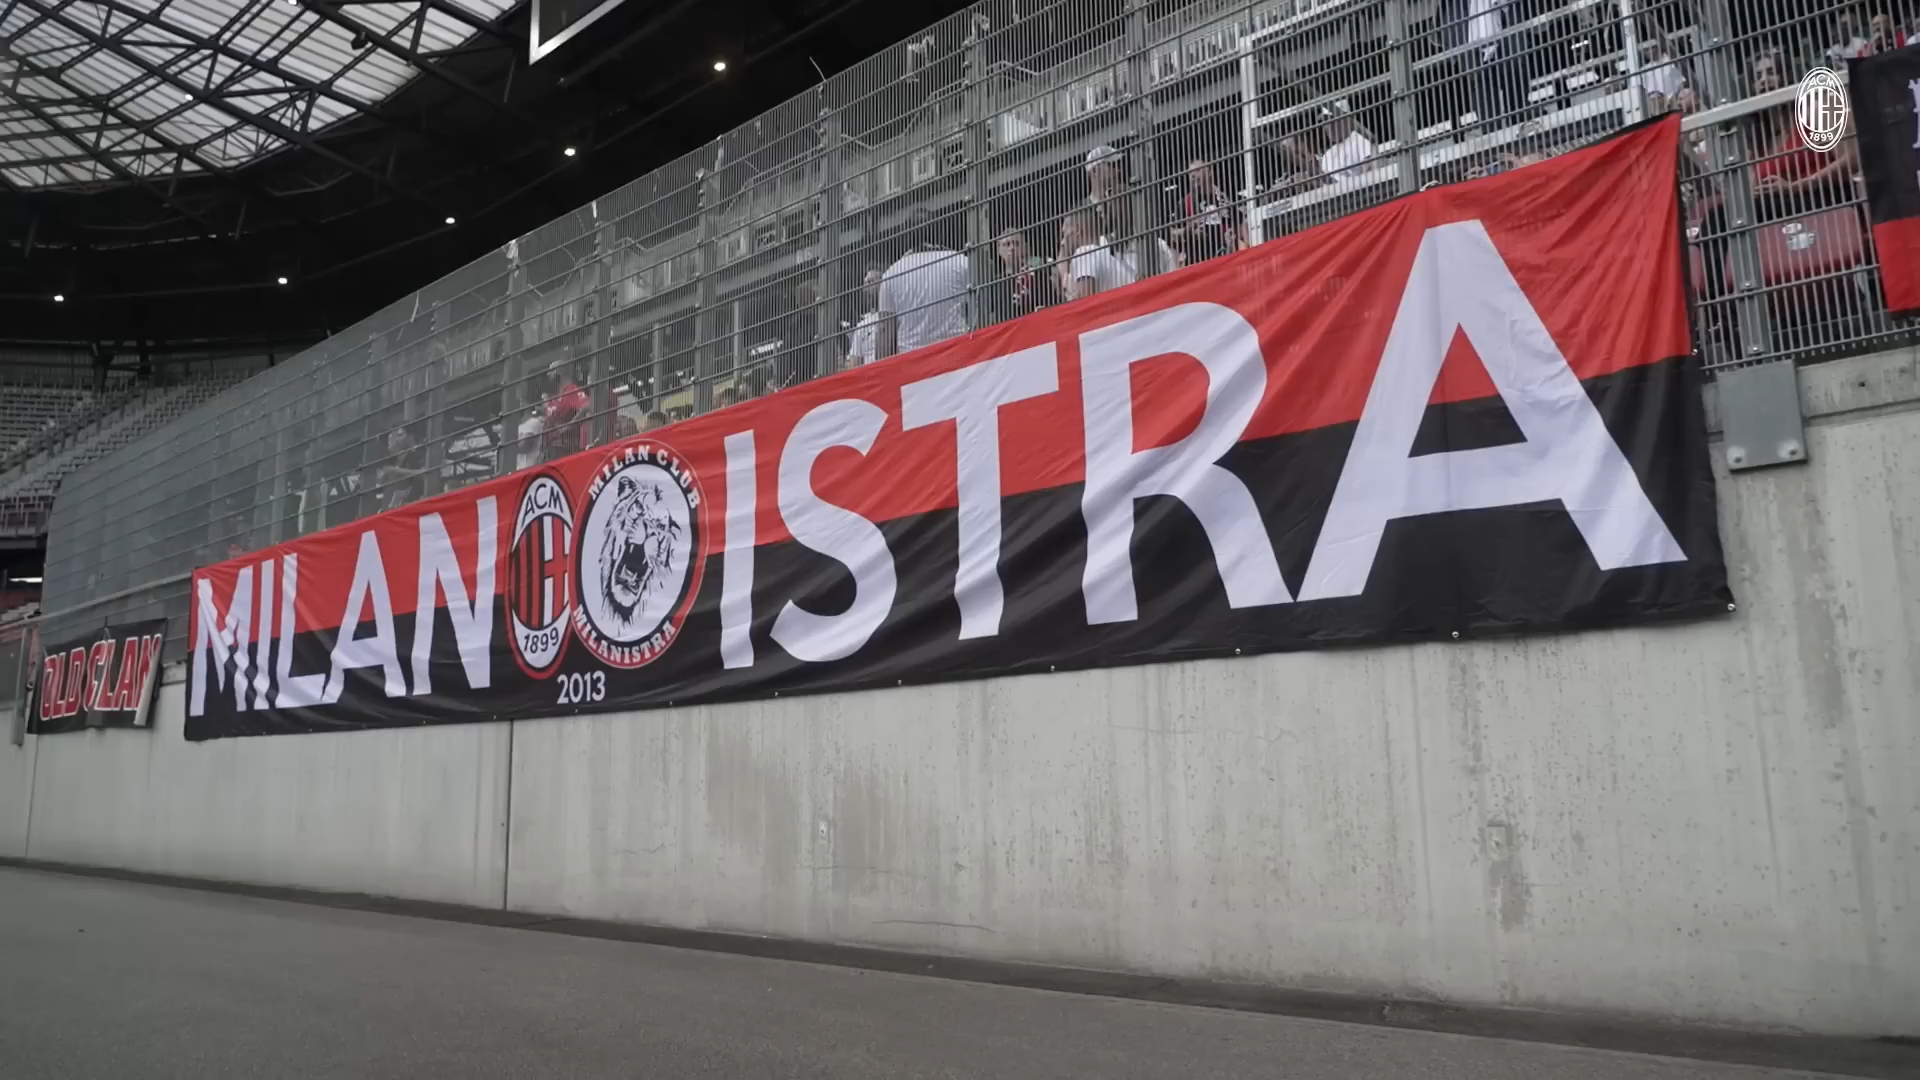 MILAN ISTRA
ACM
1899
MILAN CLUB
MILANISTRA
2013
OLD CLAN
ACM
1899